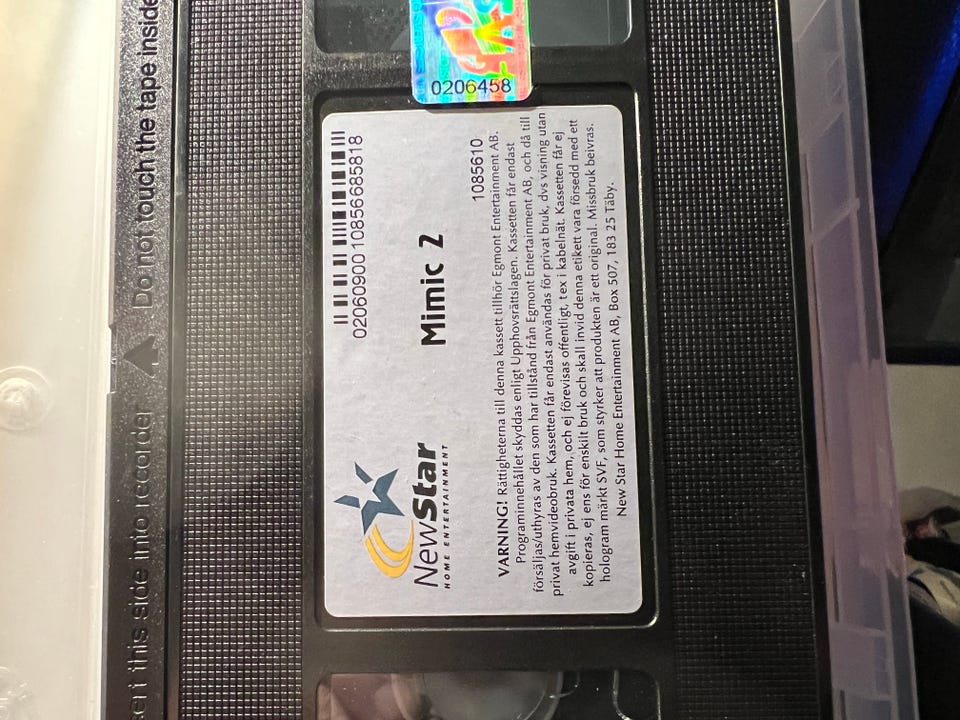 Insert this side into recorder ▲ Do not touch the tape inside
0206458
02060900 1085685818
NewStar
HOME ENTERTAINMENT
Mimic 2
1085610
VARNING! Rättigheterna till denna kassett tillhör Egmont Entertainment AB.
Programinnehållet skyddas enligt Upphovsrättslagen. Kassetten får endast
försäljas/uthyras av den som har tillstånd från Egmont Entertainment AB, och då till
privat hemvideobruk. Kassetten får endast användas för privat bruk, dvs visning utan
avgift i privata hem, och ej förevisas offentligt, t ex i kabelnät. Kassetten får ej
kopieras, ej ens för enskilt bruk och skall invid denna etikett vara försedd med ett
hologram märkt SVF, som styrker att produkten är ett original. Missbruk beivras.
New Star Home Entertainment AB, Box 507, 183 25 Täby.